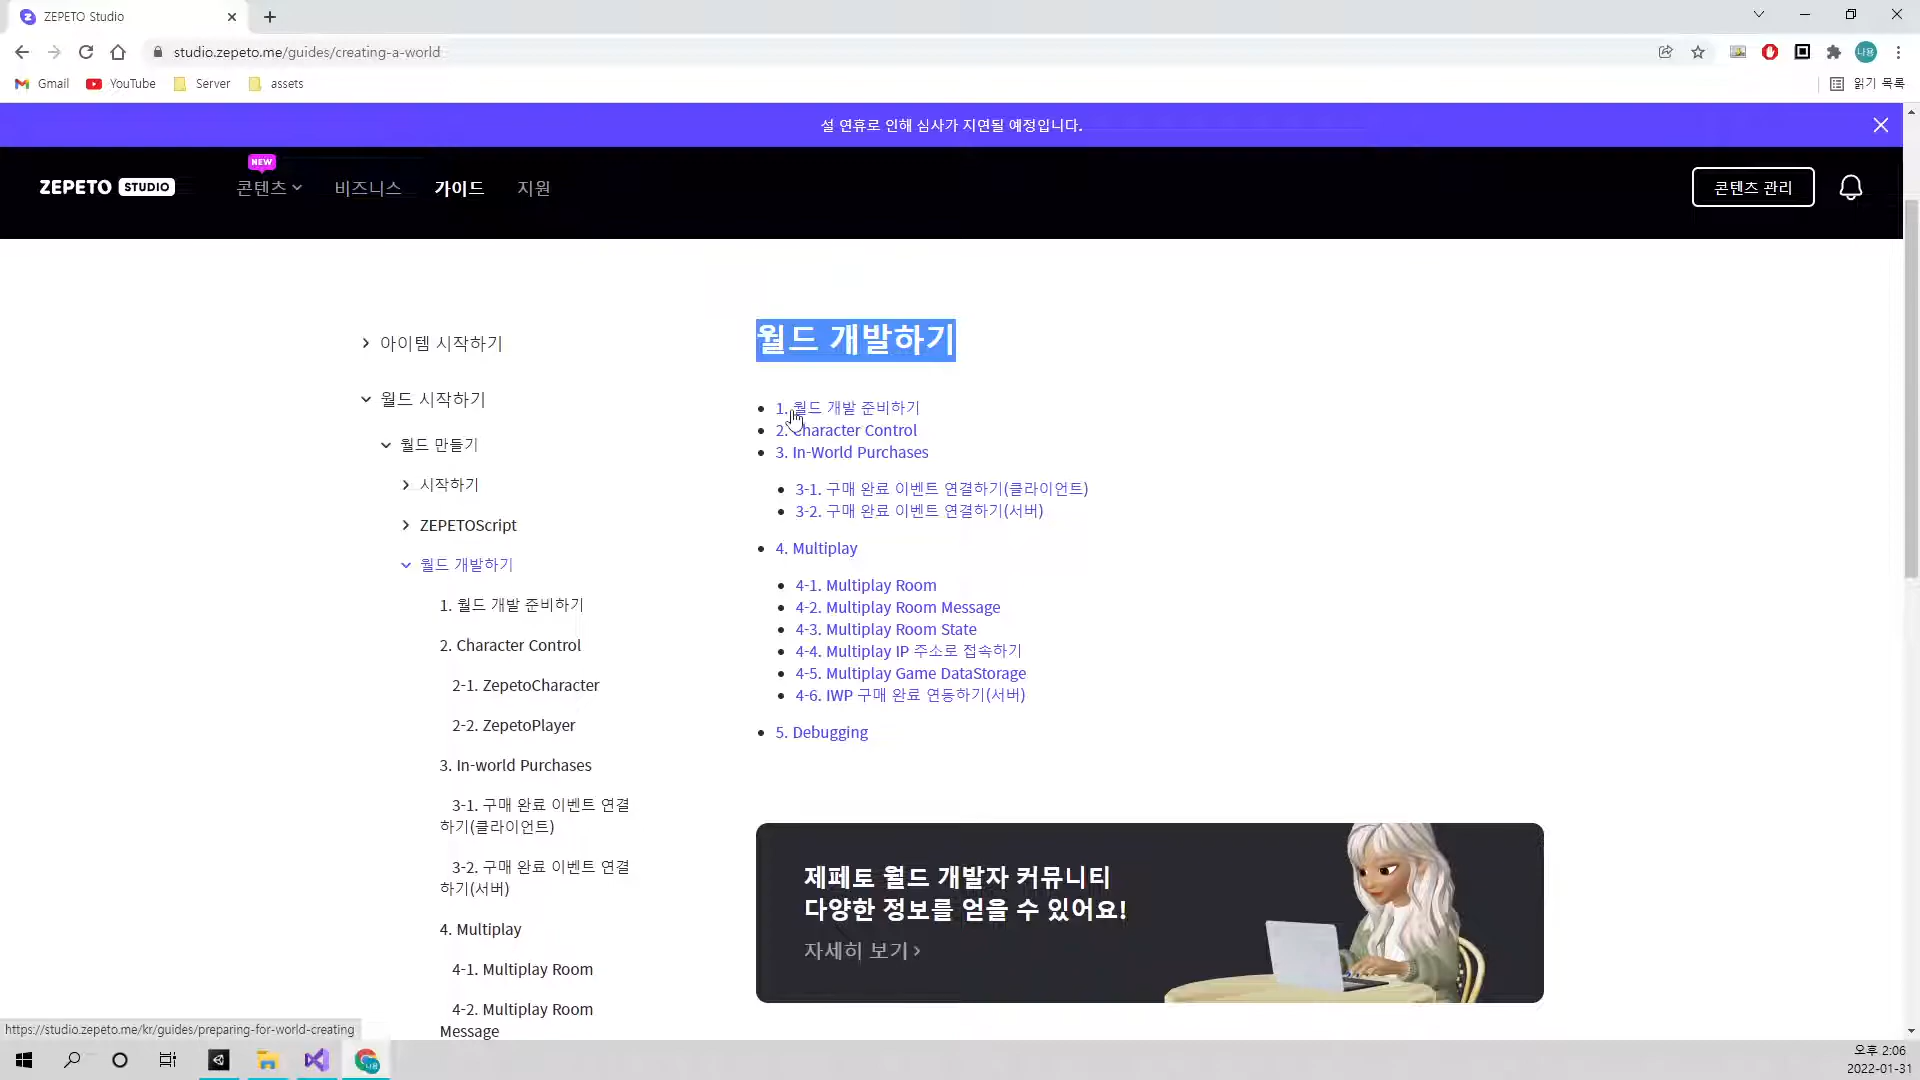 ZEPETO Studio
studio.zepeto.me/guides/creating-a-world
Gmail
YouTube
Server
assets
읽기 목록
설 연휴로 인해 심사가 지연될 예정입니다.
ZEPETO STUDIO
NEW
콘텐츠
비즈니스
가이드
지원
콘텐츠 관리
아이템 시작하기
월드 시작하기
월드 만들기
시작하기
ZEPETOScript
월드 개발하기
1. 월드 개발 준비하기
2. Character Control
2-1. ZepetoCharacter
2-2. ZepetoPlayer
3. In-world Purchases
3-1. 구매 완료 이벤트 연결
하기(클라이언트)
3-2. 구매 완료 이벤트 연결
하기(서버)
4. Multiplay
4-1. Multiplay Room
4-2. Multiplay Room
Message
월드 개발하기
1. 월드 개발 준비하기
2. Character Control
3. In-World Purchases
3-1. 구매 완료 이벤트 연결하기(클라이언트)
3-2. 구매 완료 이벤트 연결하기(서버)
4. Multiplay
4-1. Multiplay Room
4-2. Multiplay Room Message
4-3. Multiplay Room State
4-4. Multiplay IP 주소로 접속하기
4-5. Multiplay Game DataStorage
4-6. IWP 구매 완료 연동하기(서버)
5. Debugging
제페토 월드 개발자 커뮤니티
다양한 정보를 얻을 수 있어요!
자세히 보기
https://studio.zepeto.me/kr/guides/preparing-for-world-creating
오후 2:06
2022-01-31